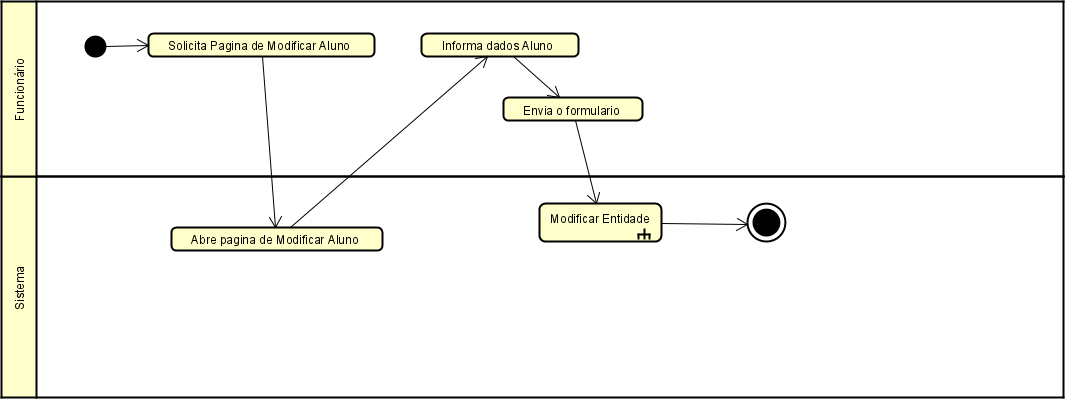 Funcionário
Solicita Pagina de Modificar Aluno
Informa dados Aluno
Envia o formulario
Sistema
Modificar Entidade
Abre pagina de Modificar Aluno